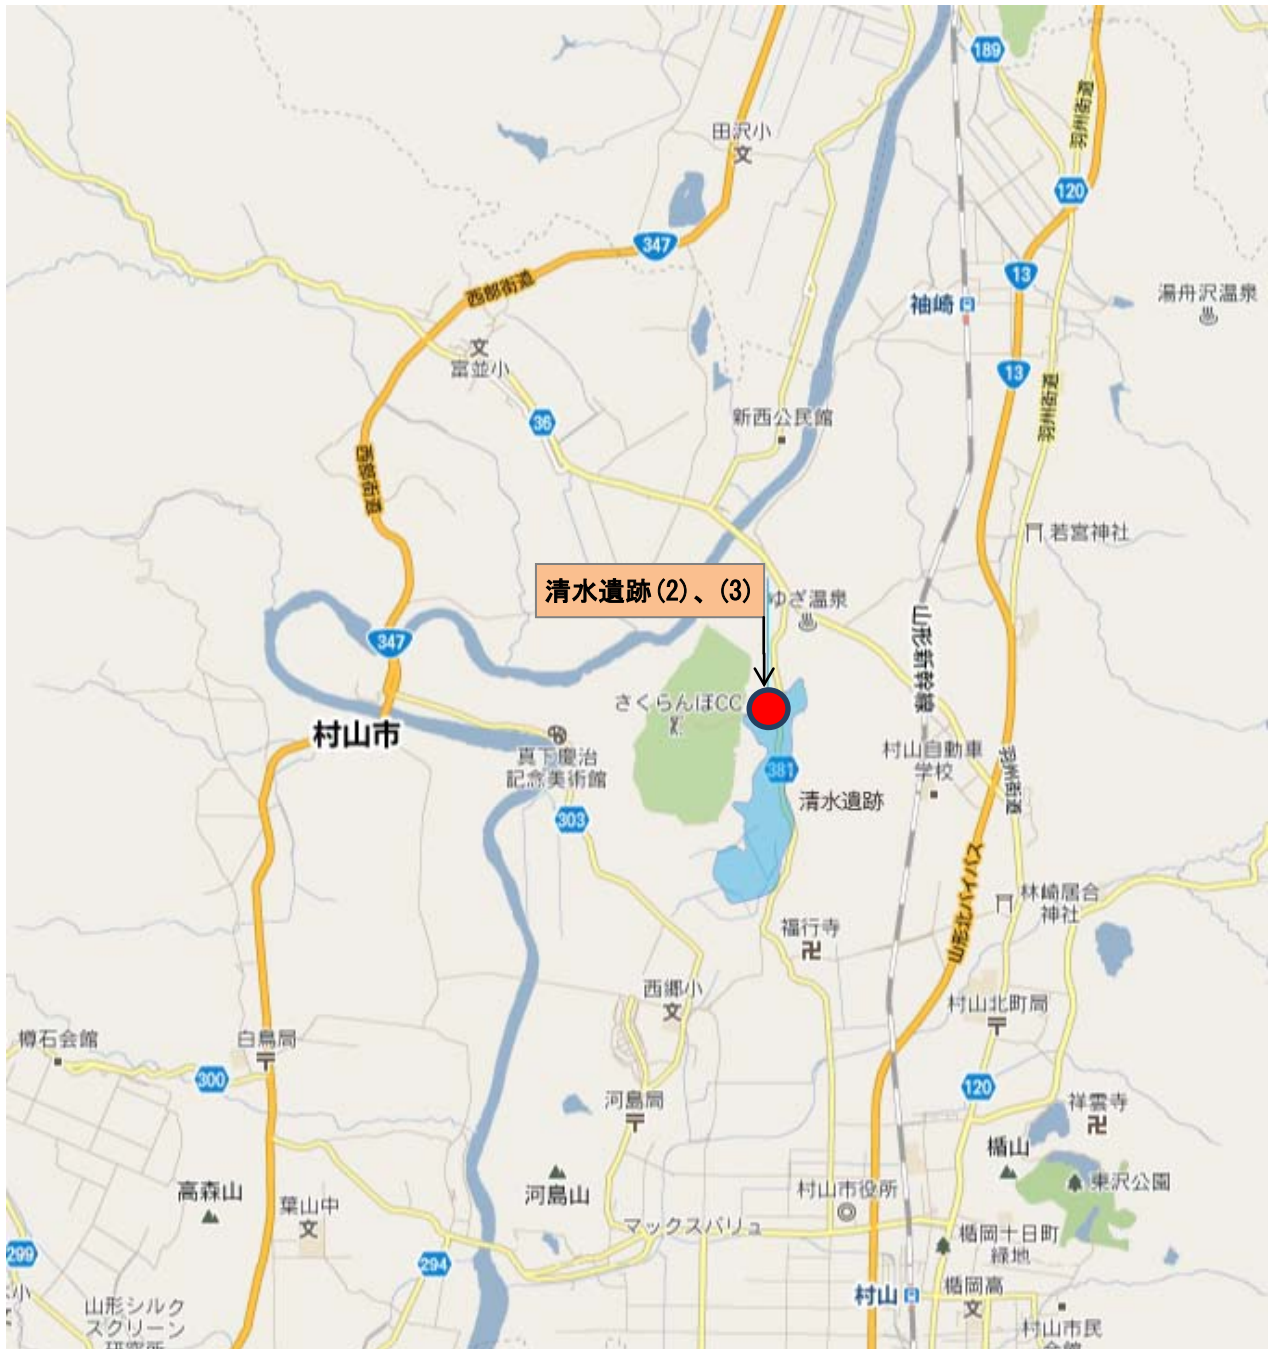 189
羽州街道
田沢小
文
120
347
西部街道
13
袖崎
湯舟沢温泉
文
富並小
13
羽州街道
36
新西公民館
西部街道
若宮神社
清水遺跡(2)、(3)
ゆざ温泉
347
山形新幹線
さくらんぼCC
村山市
真下慶治
記念美術館
村山自動車
学校
381
羽州街道
清水遺跡
303
山形北バイパス
林崎居合
神社
福行寺
西郷小
文
村山北町局
樽石会館
白鳥局
300
120
河島局
祥雲寺
楯山
高森山
河島山
村山市役所
東沢公園
葉山中
文
マックスバリュ
楯岡十日町
緑地
299
294
小
村山
楯岡高
文
山形シルク
スクリーン
研究所
村山市民
会館